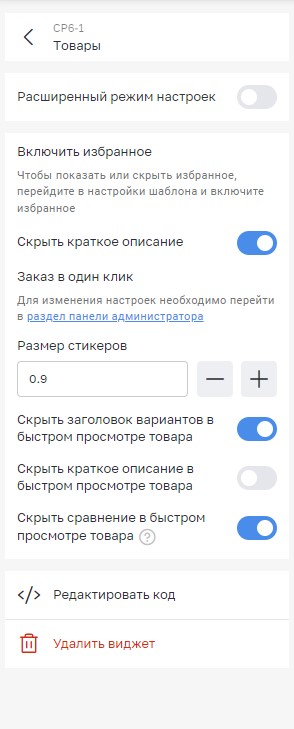 CP6-1
Товары
Расширенный режим настроек
Включить избранное
Чтобы показать или скрыть избранное,
перейдите в настройки шаблона и включите
избранное
Скрыть краткое описание
Заказ в один клик
Для изменения настроек необходимо перейти
в раздел панели администратора
Размер стикеров
0.9
Скрыть заголовок вариантов в
быстром просмотре товара
Скрыть краткое описание в
быстром просмотре товара
Скрыть сравнение в быстром
просмотре товара ?
</> Редактировать код
Удалить виджет